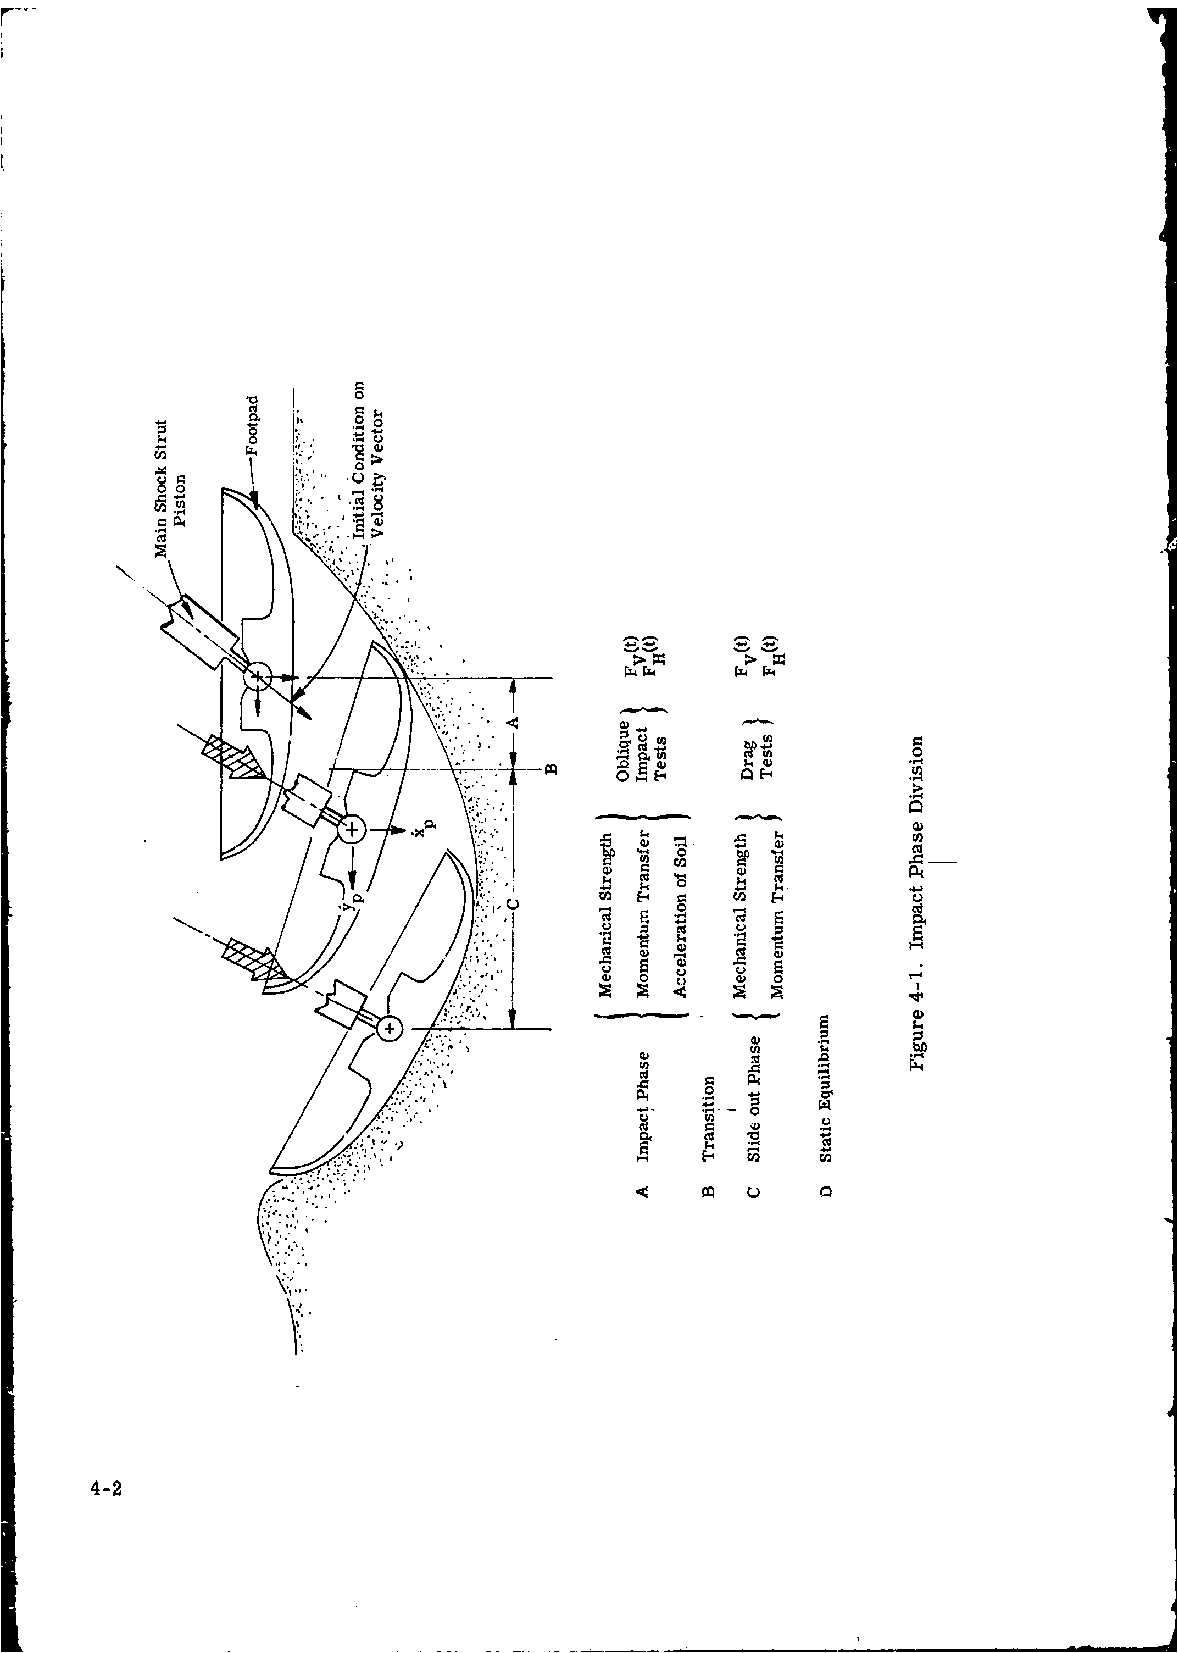 Main Shock Strut
Piston
Footpad
Initial Condition on
Velocity Vector
ẋp
ẏp
A
B
C
A Impact Phase { Mechanical Strength
Momentum Transfer
Acceleration of Soil } Oblique
Impact
Tests } FV(t)
FH(t)
B Transition
C Slide out Phase { Mechanical Strength
Momentum Transfer } Drag
Tests } FV(t)
FH(t)
D Static Equilibrium
Figure 4-1. Impact Phase Division
4-2